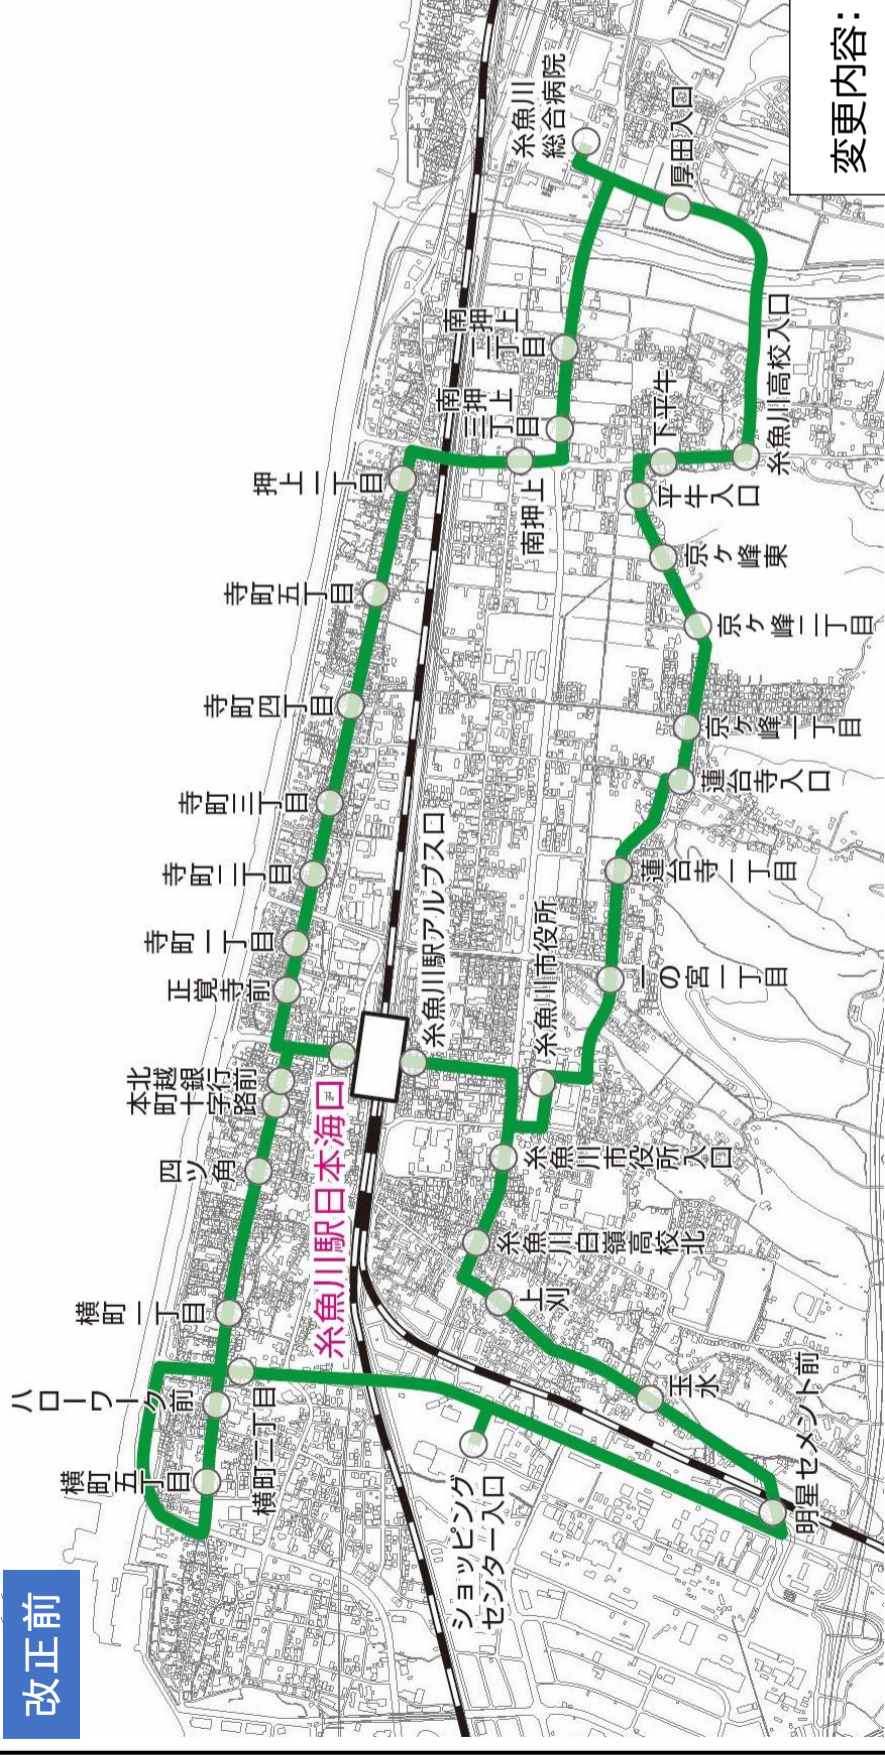 改正前
横町五丁目
ハローワーク前
横町二丁目
横町一丁目
四ツ角
本町十字路
北越銀行前
糸魚川駅日本海口
正覚寺前
寺町一丁目
寺町二丁目
寺町三丁目
寺町四丁目
寺町五丁目
押上一丁目
南押上
南押上
三丁目
南押上
二丁目
糸魚川
総合病院
厚田入口
糸魚川高校入口
下平牛
平牛入口
京ヶ峰東
京ヶ峰二丁目
京ヶ峰一丁目
蓮台寺入口
蓮台寺一丁目
一の宮一丁目
糸魚川市役所
糸魚川駅アルプス口
糸魚川市役所入口
糸魚川白嶺高校北
上刈
玉水
明星セメント前
ショッピング
センター入口
変更内容：